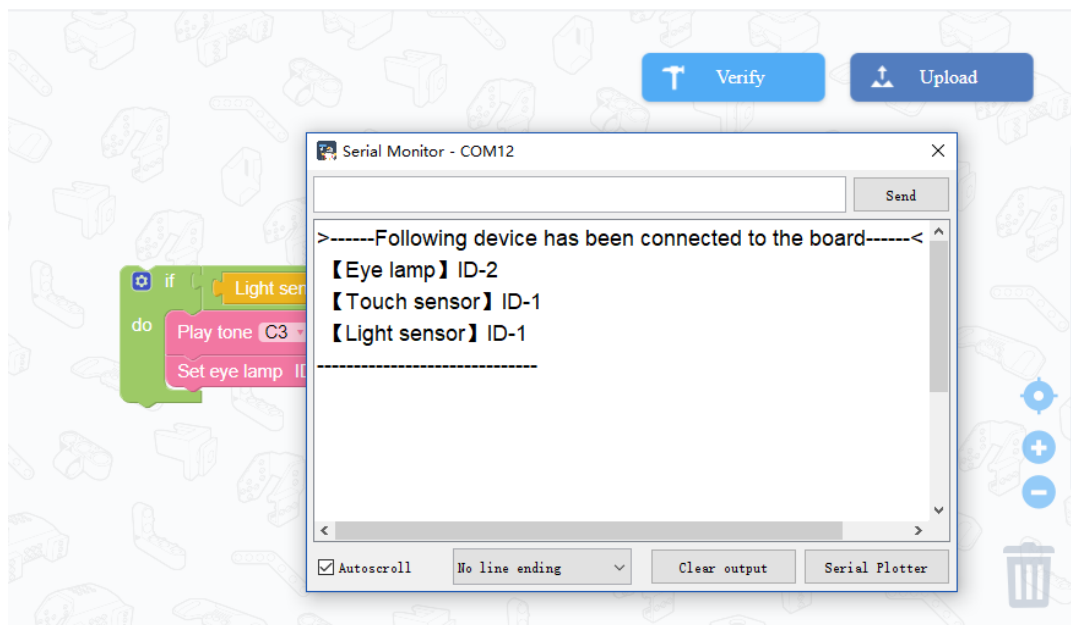 Verify
Upload
Serial Monitor - COM12
Send
>------Following device has been connected to the board------<
【Eye lamp】ID-2
【Touch sensor】ID-1
【Light sensor】ID-1
------------------------------
if
Light sen
do
Play tone C3
Set eye lamp
Autoscroll
No line ending
Clear output
Serial Plotter